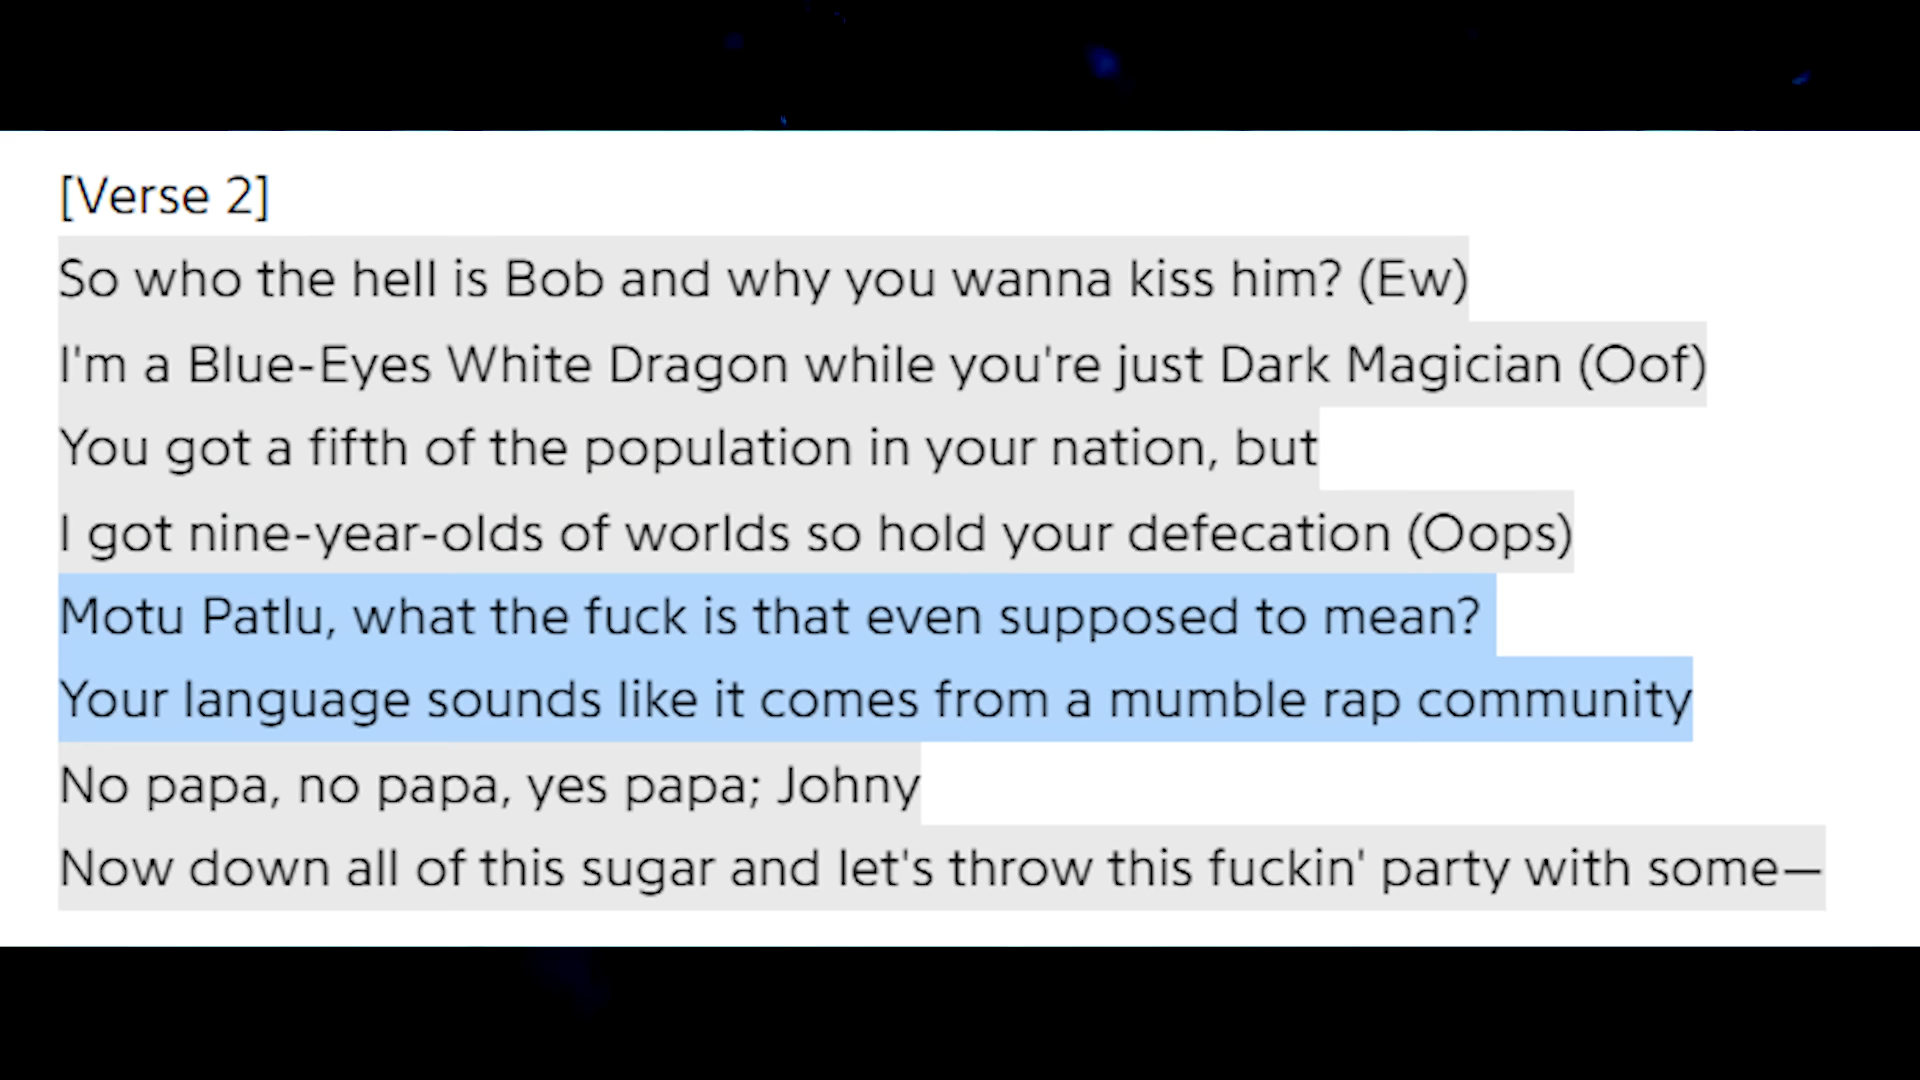 [Verse 2]
So who the hell is Bob and why you wanna kiss him? (Ew)
I'm a Blue-Eyes White Dragon while you're just Dark Magician (Oof)
You got a fifth of the population in your nation, but
I got nine-year-olds of worlds so hold your defecation (Oops)
Motu Patlu, what the fuck is that even supposed to mean?
Your language sounds like it comes from a mumble rap community
No papa, no papa, yes papa; Johny
Now down all of this sugar and let's throw this fuckin' party with some—